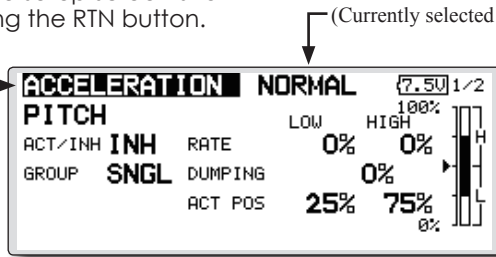 ng the RTN button.
(Currently selected
ACCELERATION NORMAL 7.5V 1/2
PITCH 100%
LOW HIGH
ACT/INH INH RATE 0% 0% H
GROUP SNGL DUMPING 0%
ACT POS 25% 75% L
0%